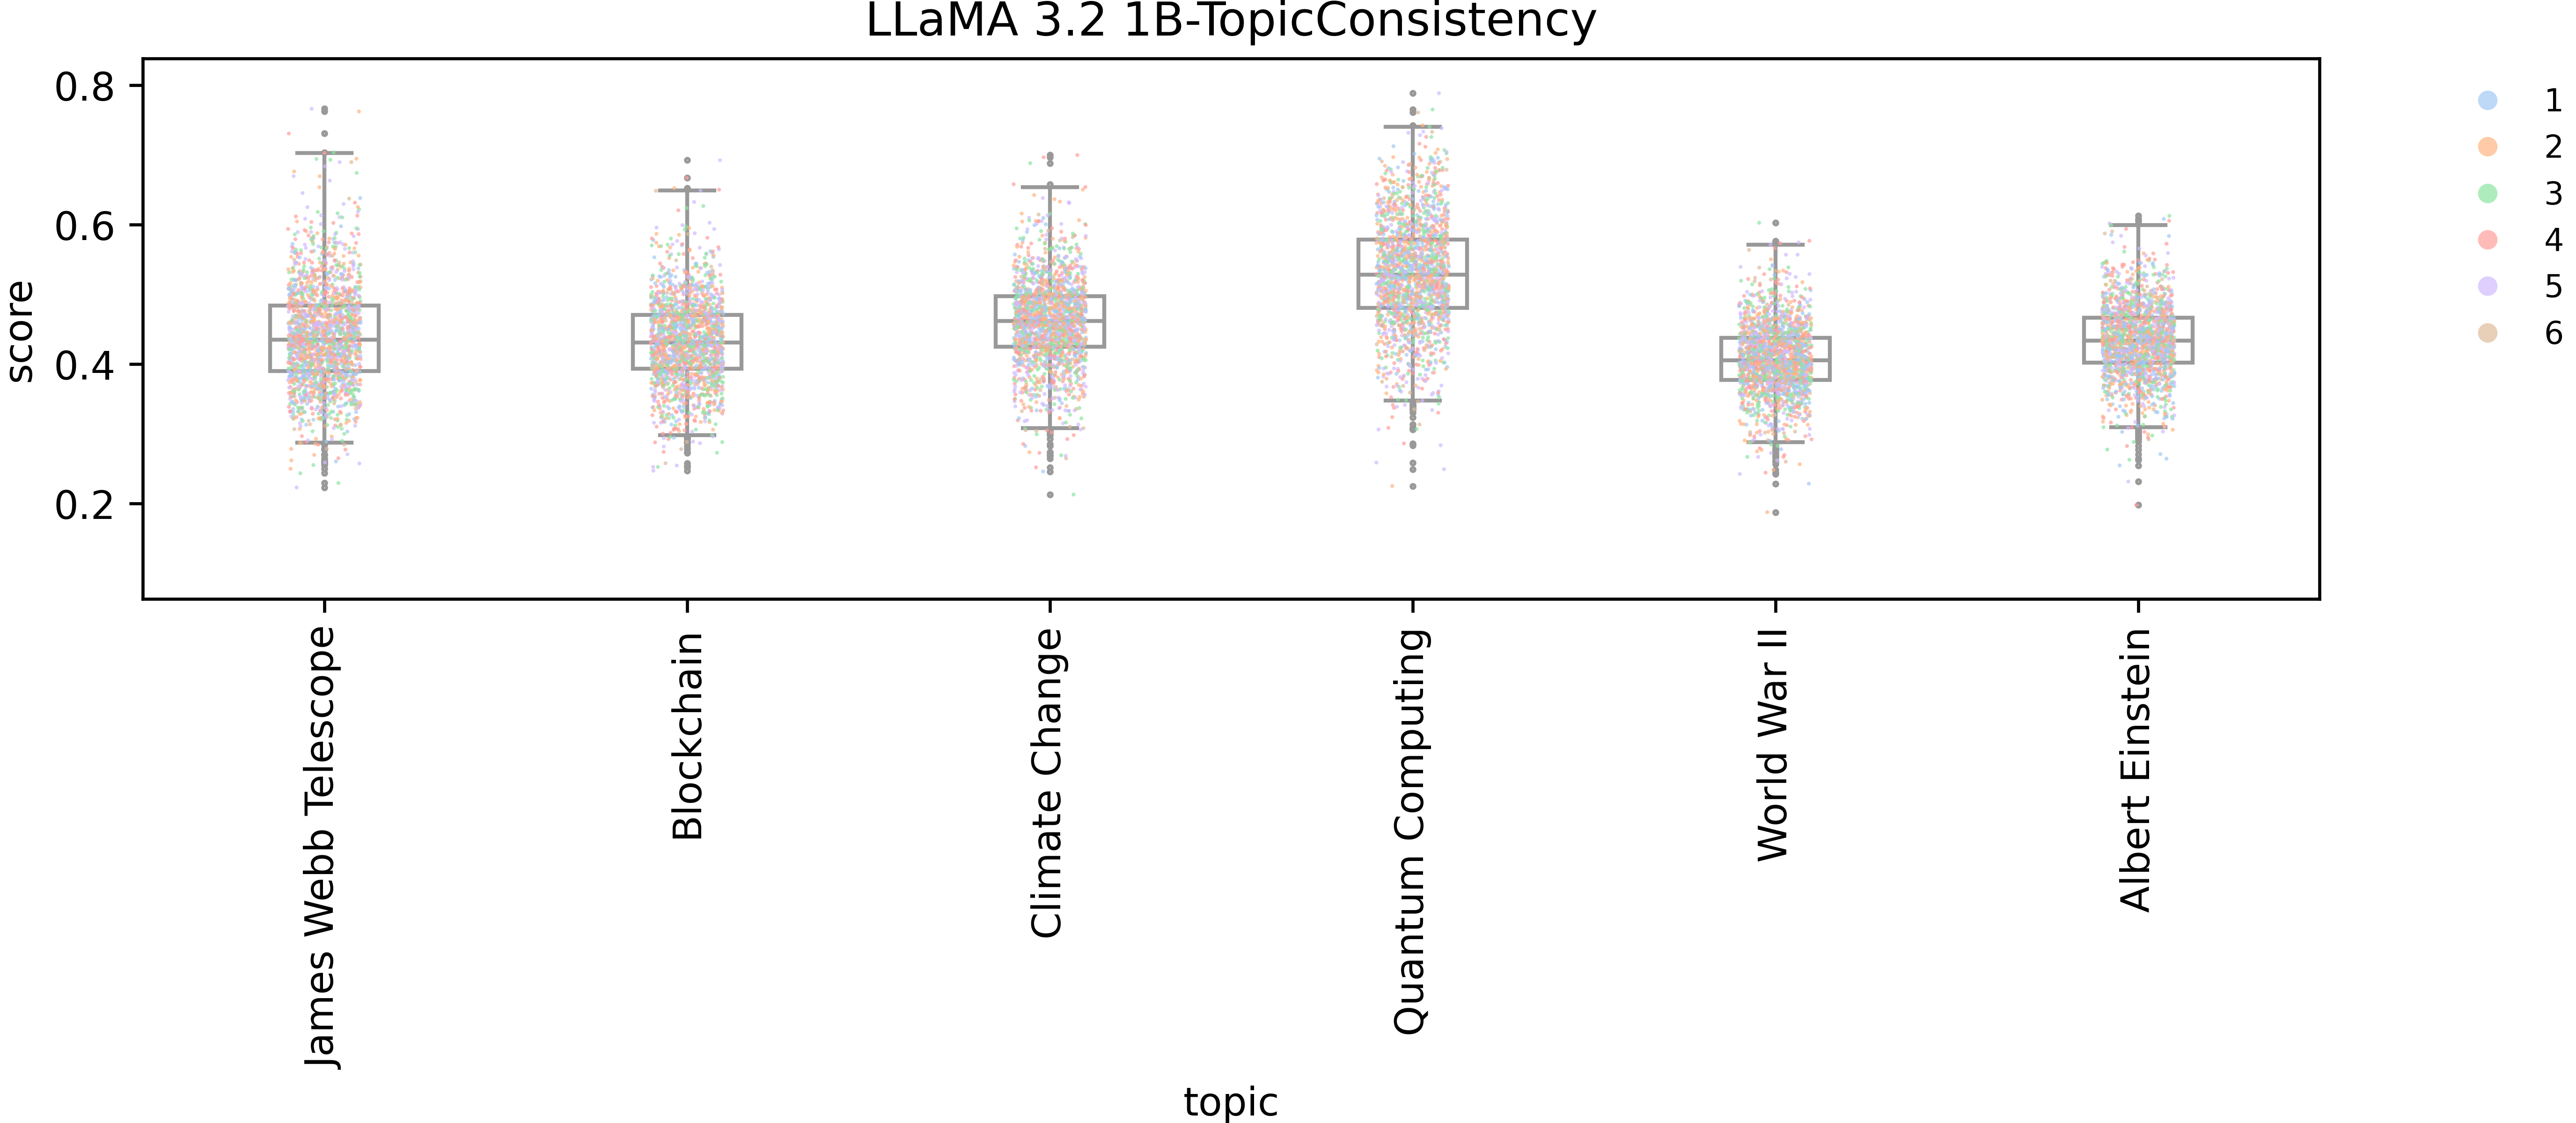 LLaMA 3.2 1B-TopicConsistency
score
0.8
0.6
0.4
0.2
James Webb Telescope
Blockchain
Climate Change
Quantum Computing
World War II
Albert Einstein
topic
1
2
3
4
5
6